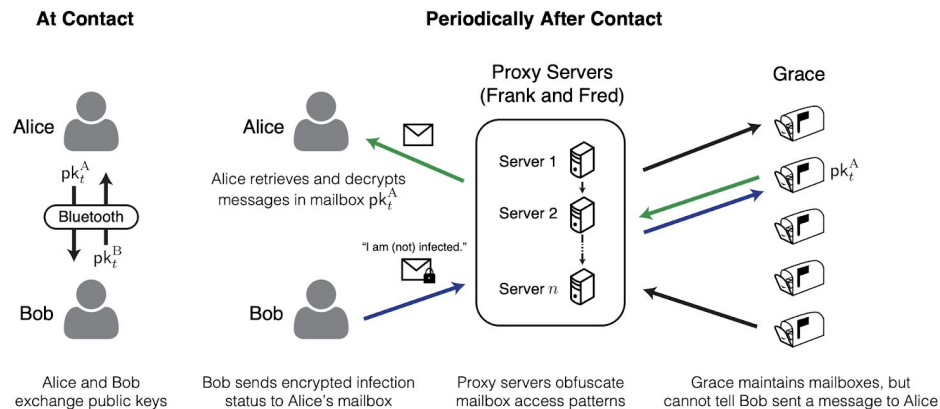 At Contact
Periodically After Contact
Alice
pk_t^A
Bluetooth
pk_t^B
Bob
Alice and Bob
exchange public keys
Alice
Alice retrieves and decrypts
messages in mailbox pk_t^A
“I am (not) infected.”
Bob
Bob sends encrypted infection
status to Alice’s mailbox
Proxy Servers
(Frank and Fred)
Server 1
Server 2
Server n
Proxy servers obfuscate
mailbox access patterns
Grace
pk_t^A
Grace maintains mailboxes, but
cannot tell Bob sent a message to Alice